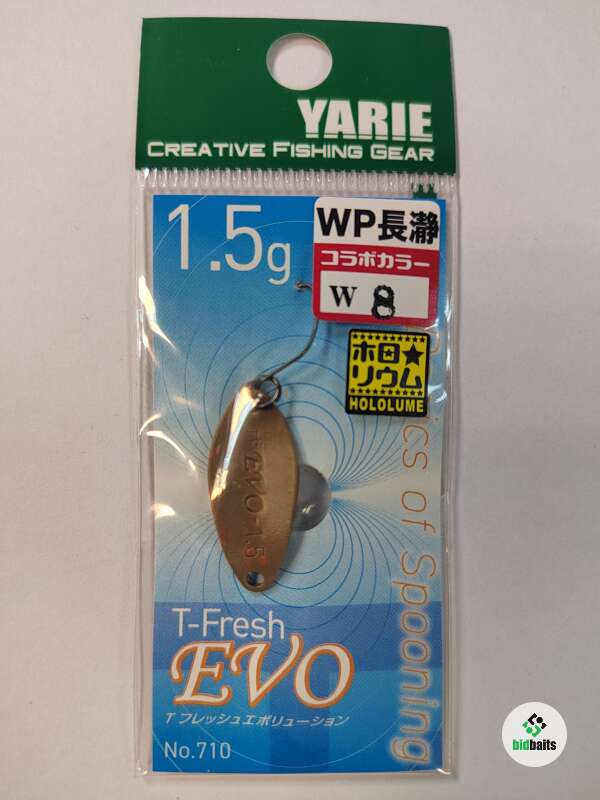 YARIE
CREATIVE FISHING GEAR
1.5g
WP長瀞
コラボカラー
W 8
ホロ★
リウム
HOLOLUME
ics of Spooning
EVO-1.5
T-Fresh
EVO
T フレッシュエボリューション
No.710
bidbaits